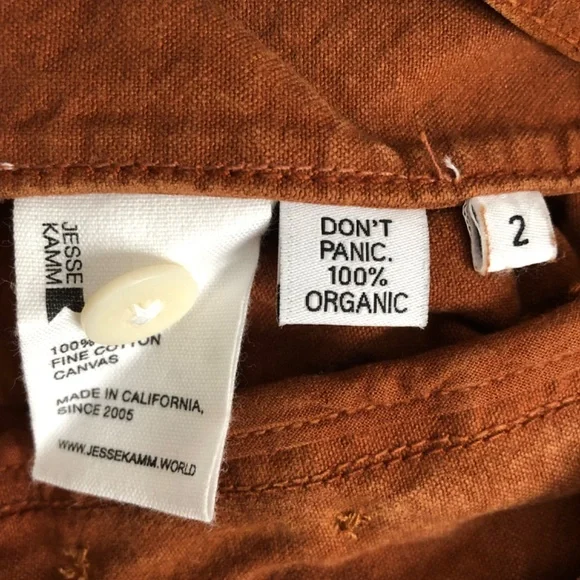 JESSE
KAMM
100%
FINE COTTON
CANVAS
MADE IN CALIFORNIA,
SINCE 2005
WWW.JESSEKAMM.WORLD
DON'T
PANIC.
100%
ORGANIC
2